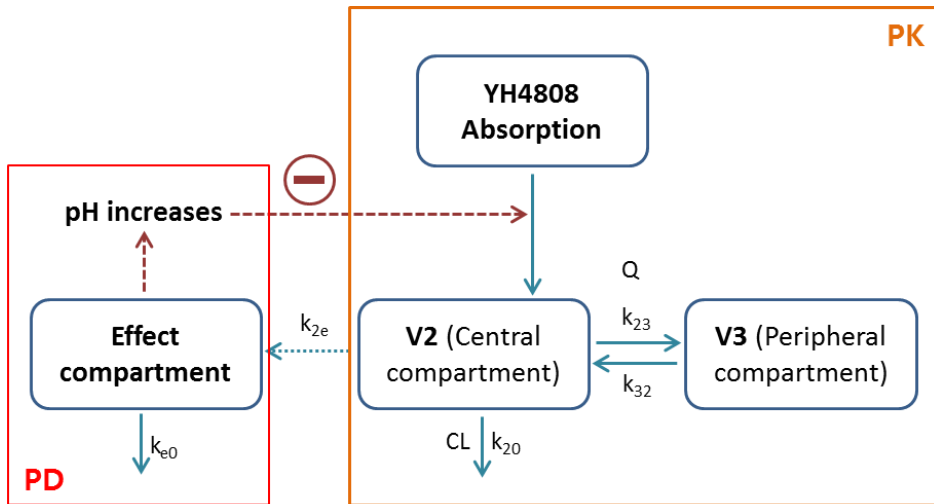 PK
YH4808
Absorption
pH increases
Q
Effect
compartment
k2e
V2 (Central
compartment)
k23
k32
V3 (Peripheral
compartment)
ke0
CL
k20
PD